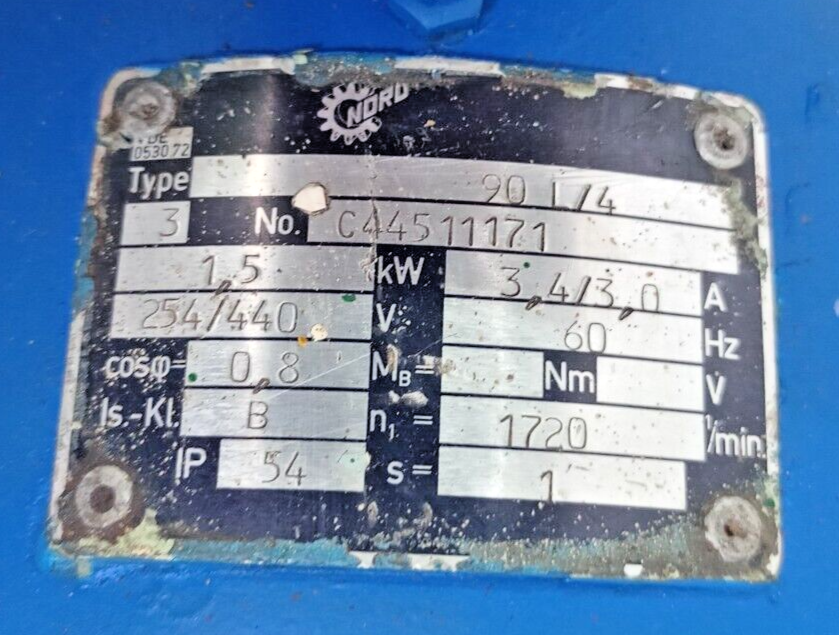 NORD
VDE
0530 72
Type 90 L/4
3 No. C44511171
1,5 kW 3,4/3,0 A
254/440 V 60 Hz
cosφ= 0,8 MB= Nm V
Is.-Kl. B n1 = 1720 1/min.
IP 54 s= 1